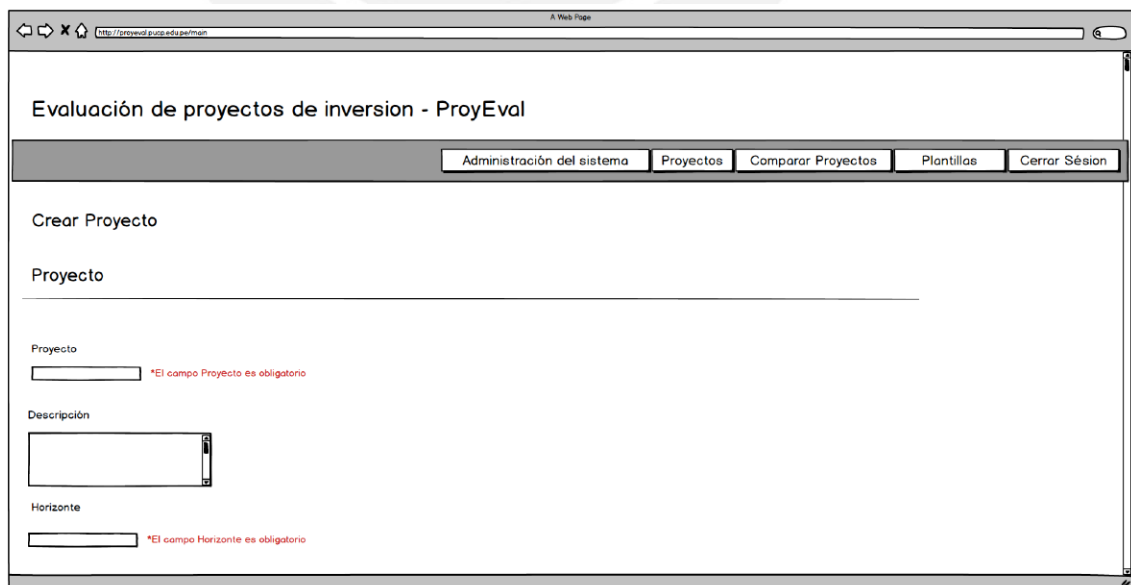 A Web Page
http://proyeval.pucp.edu.pe/main
Evaluación de proyectos de inversion - ProyEval
Administración del sistema Proyectos Comparar Proyectos Plantillas Cerrar Sésion
Crear Proyecto
Proyecto
Proyecto
*El campo Proyecto es obligatorio
Descripción
Horizonte
*El campo Horizonte es obligatorio